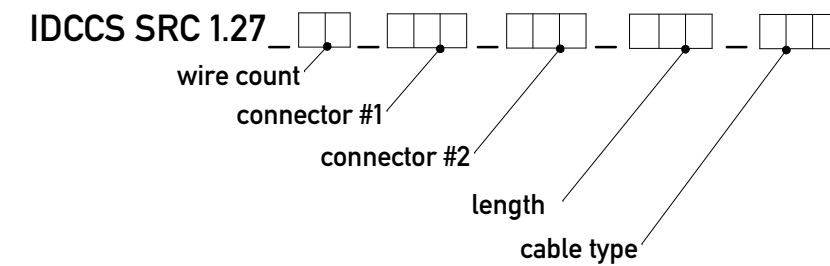 IDCCS SRC 1.27_ _ _ _ _
wire count
connector #1
connector #2
length
cable type